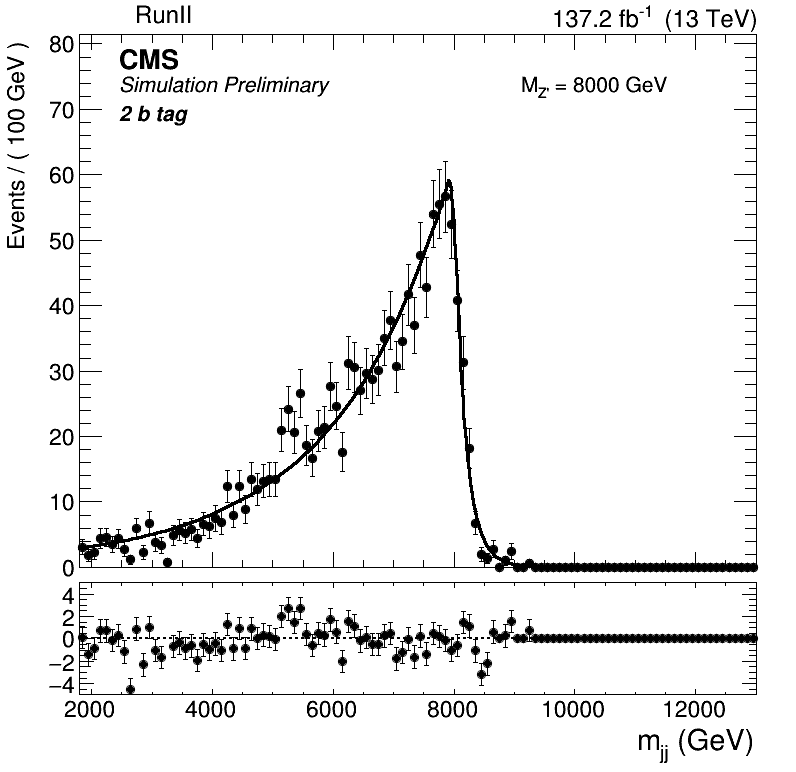 RunII 137.2 fb-1 (13 TeV)
Events / ( 100 GeV )
80
70
60
50
40
30
20
10
0
CMS
Simulation Preliminary
2 b tag
MZ' = 8000 GeV
4
2
0
−2
−4
2000 4000 6000 8000 10000 12000
mjj (GeV)